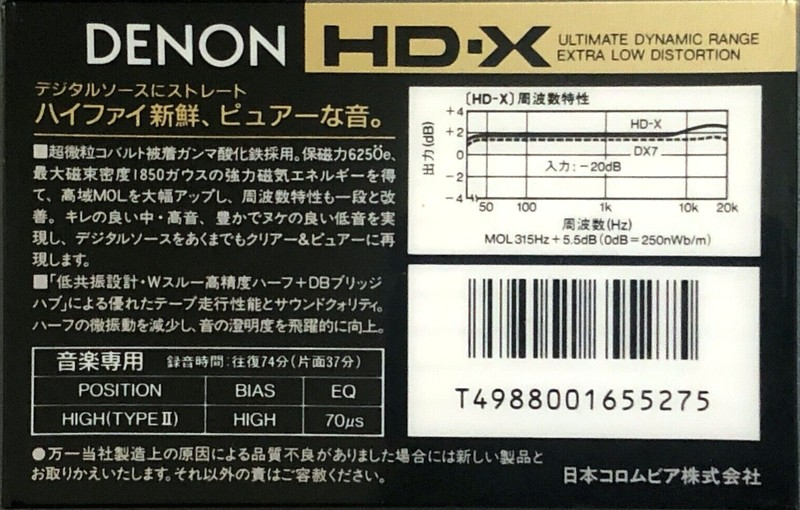 DENON HD·X ULTIMATE DYNAMIC RANGE
EXTRA LOW DISTORTION
デジタルソースにストレート
ハイファイ新鮮、ピュアーな音。
■超微粒コバルト被着ガンマ酸化鉄採用。保磁力625Öe、
最大磁束密度1850ガウスの強力磁気エネルギーを得
て、高域MOLを大幅アップし、周波数特性も一段と改
善。キレの良い中・高音、豊かでヌケの良い低音を実
現し、デジタルソースをあくまでもクリアー&ピュアーに再
現します。
■「低共振設計・Wスルー高精度ハーフ+DBブリッジ
ハブ」による優れたテープ走行性能とサウンドクォリティ。
ハーフの微振動を減少し、音の澄明度を飛躍的に向上。
音楽専用 録音時間:往復74分(片面37分)
POSITION BIAS EQ
HIGH(TYPEⅡ) HIGH 70μs
●万一当社製造上の原因による品質不良がありました場合には新しい製品と
お取りかえいたします。それ以外の責はご容赦ください。
[HD-X]周波数特性
出力(dB)
+4
+2
0
-2
-4
HD-X
DX7
入力:-20dB
50 100 1k 10k 20k
周波数(Hz)
MOL315Hz+5.5dB(0dB=250nWb/m)
T4988001655275
日本コロムビア株式会社